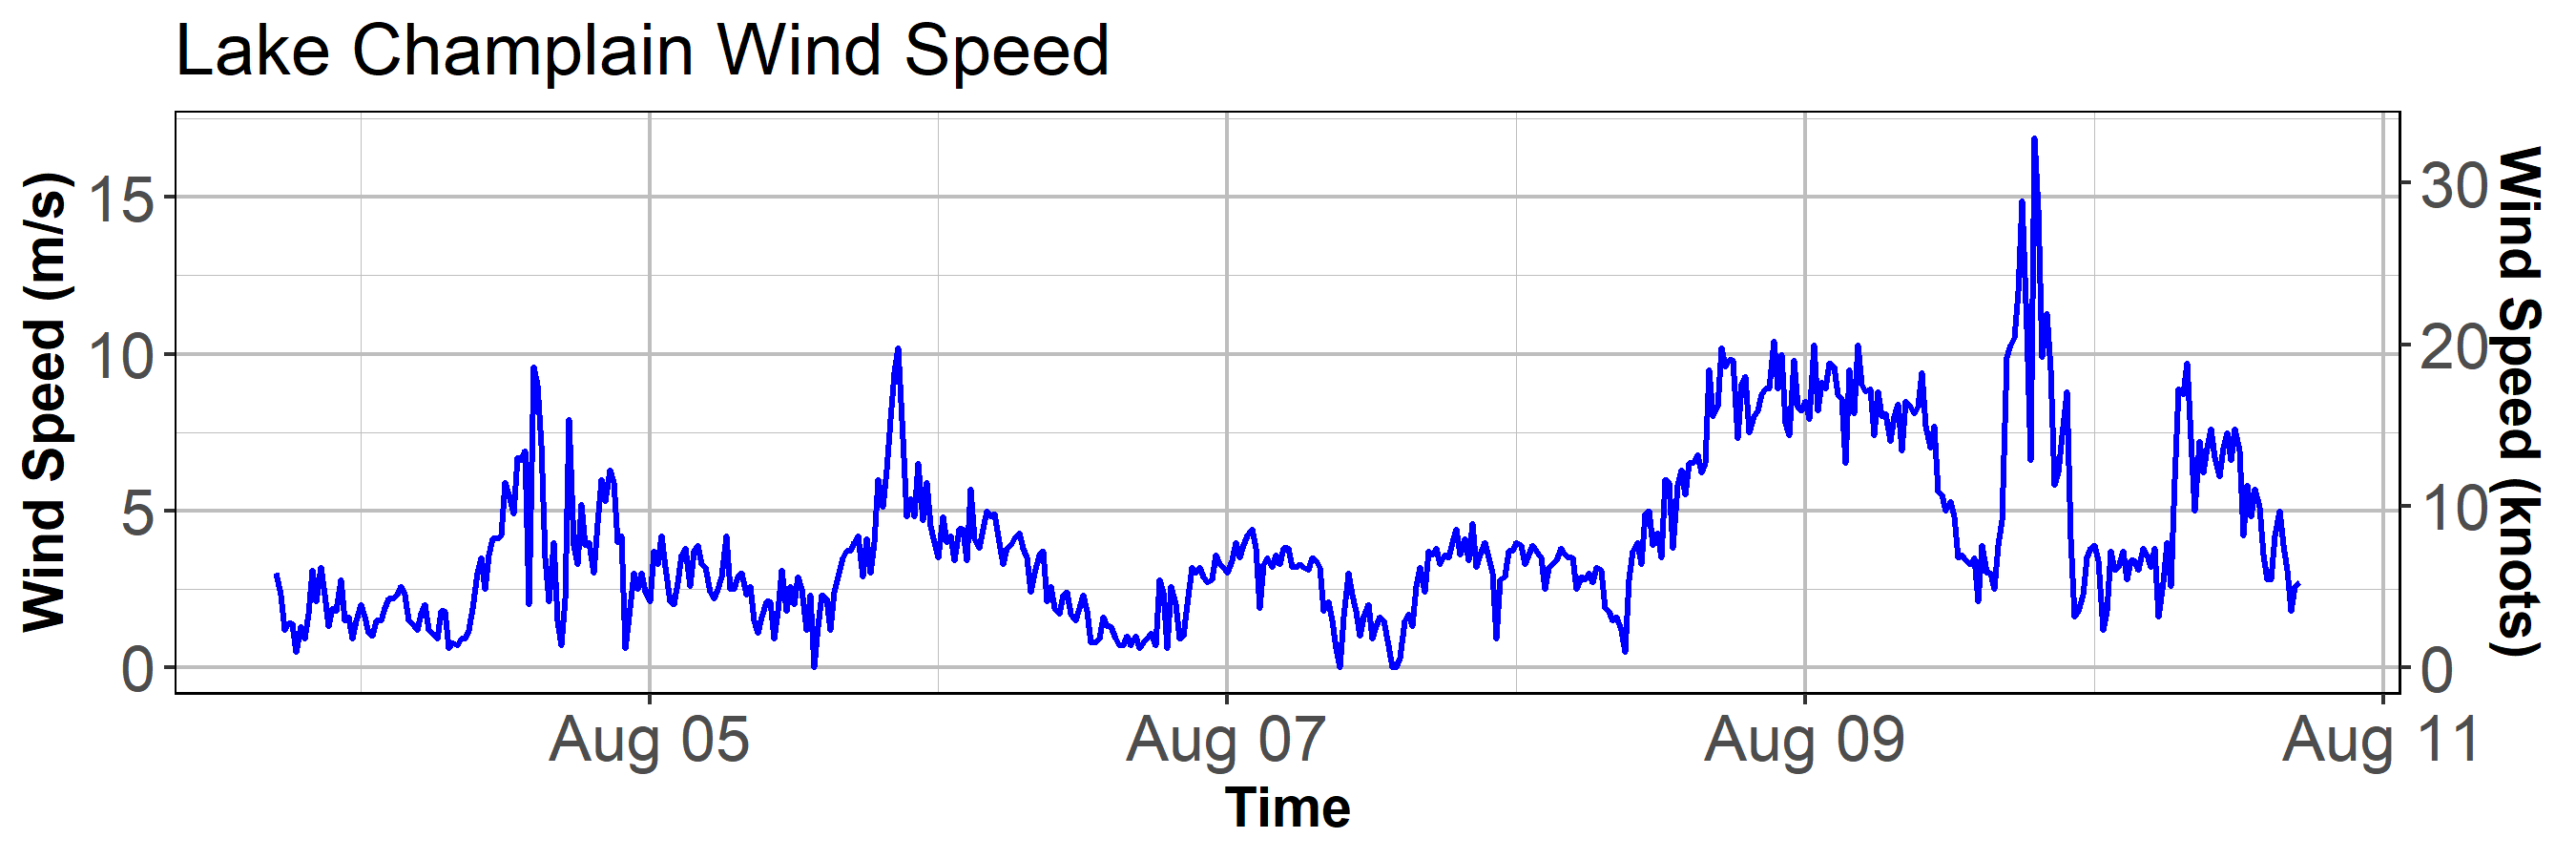 Lake Champlain Wind Speed
Wind Speed (m/s)
15
10
5
0
30
20
10
0
Wind Speed (knots)
Aug 05
Aug 07
Aug 09
Aug 11
Time